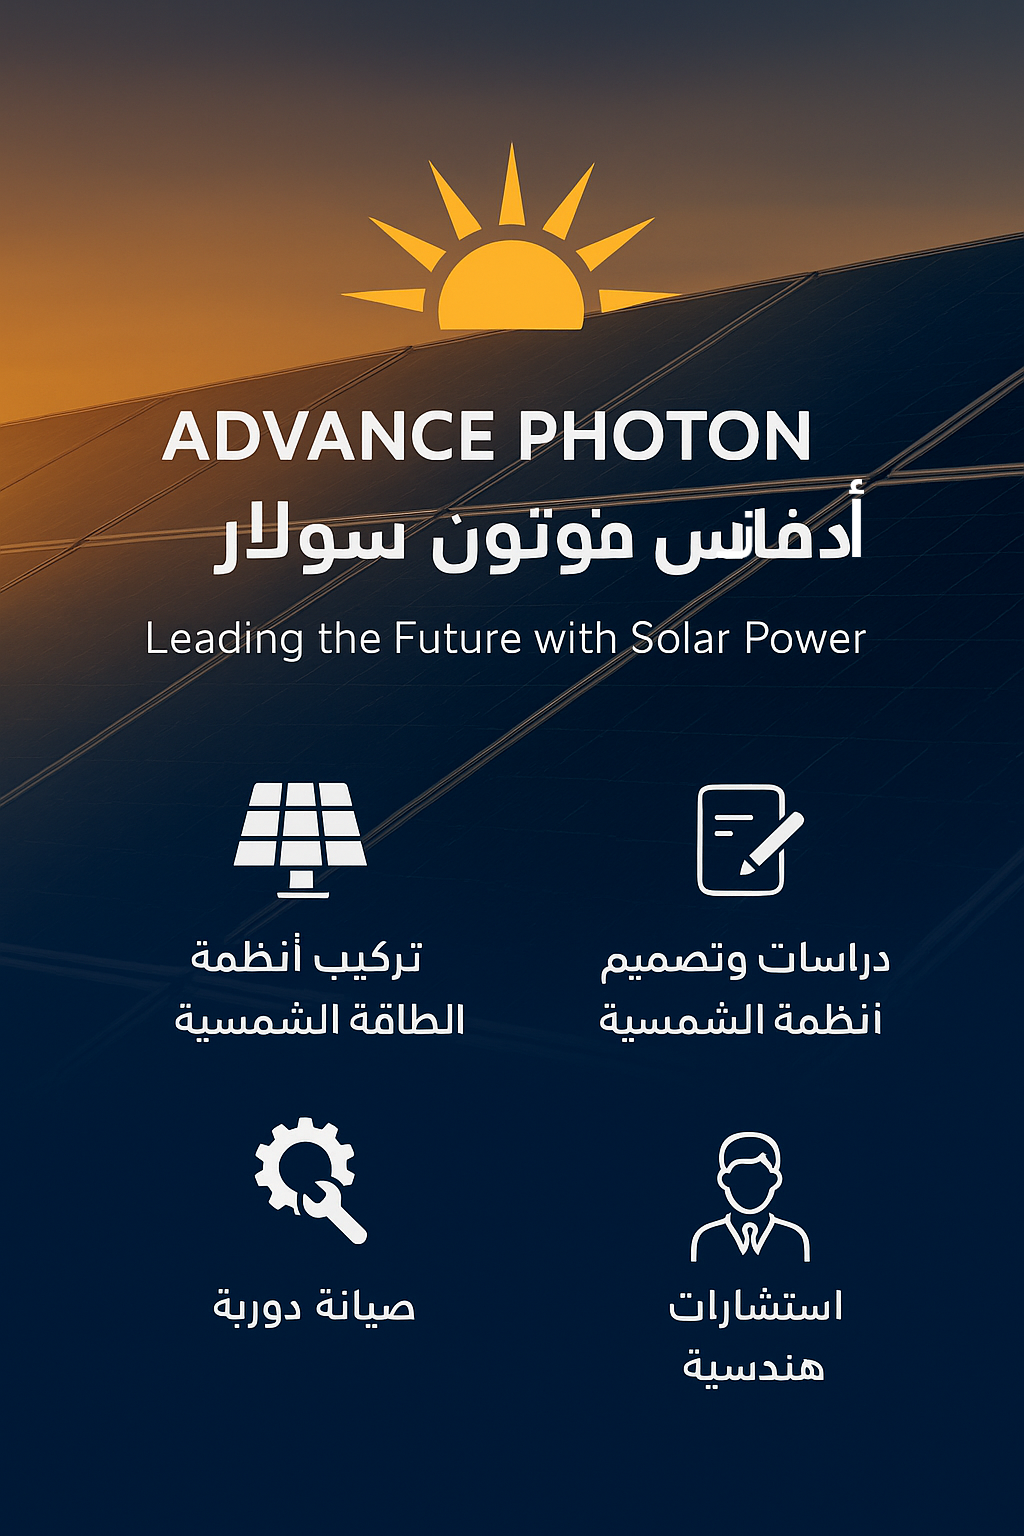 ADVANCE PHOTON
أدفانس فوتون سولار
Leading the Future with Solar Power
دراسات وتصميم
أنظمة الشمسية
تركيب أنظمة
الطاقة الشمسية
استشارات
هندسية
صيانة دوربة